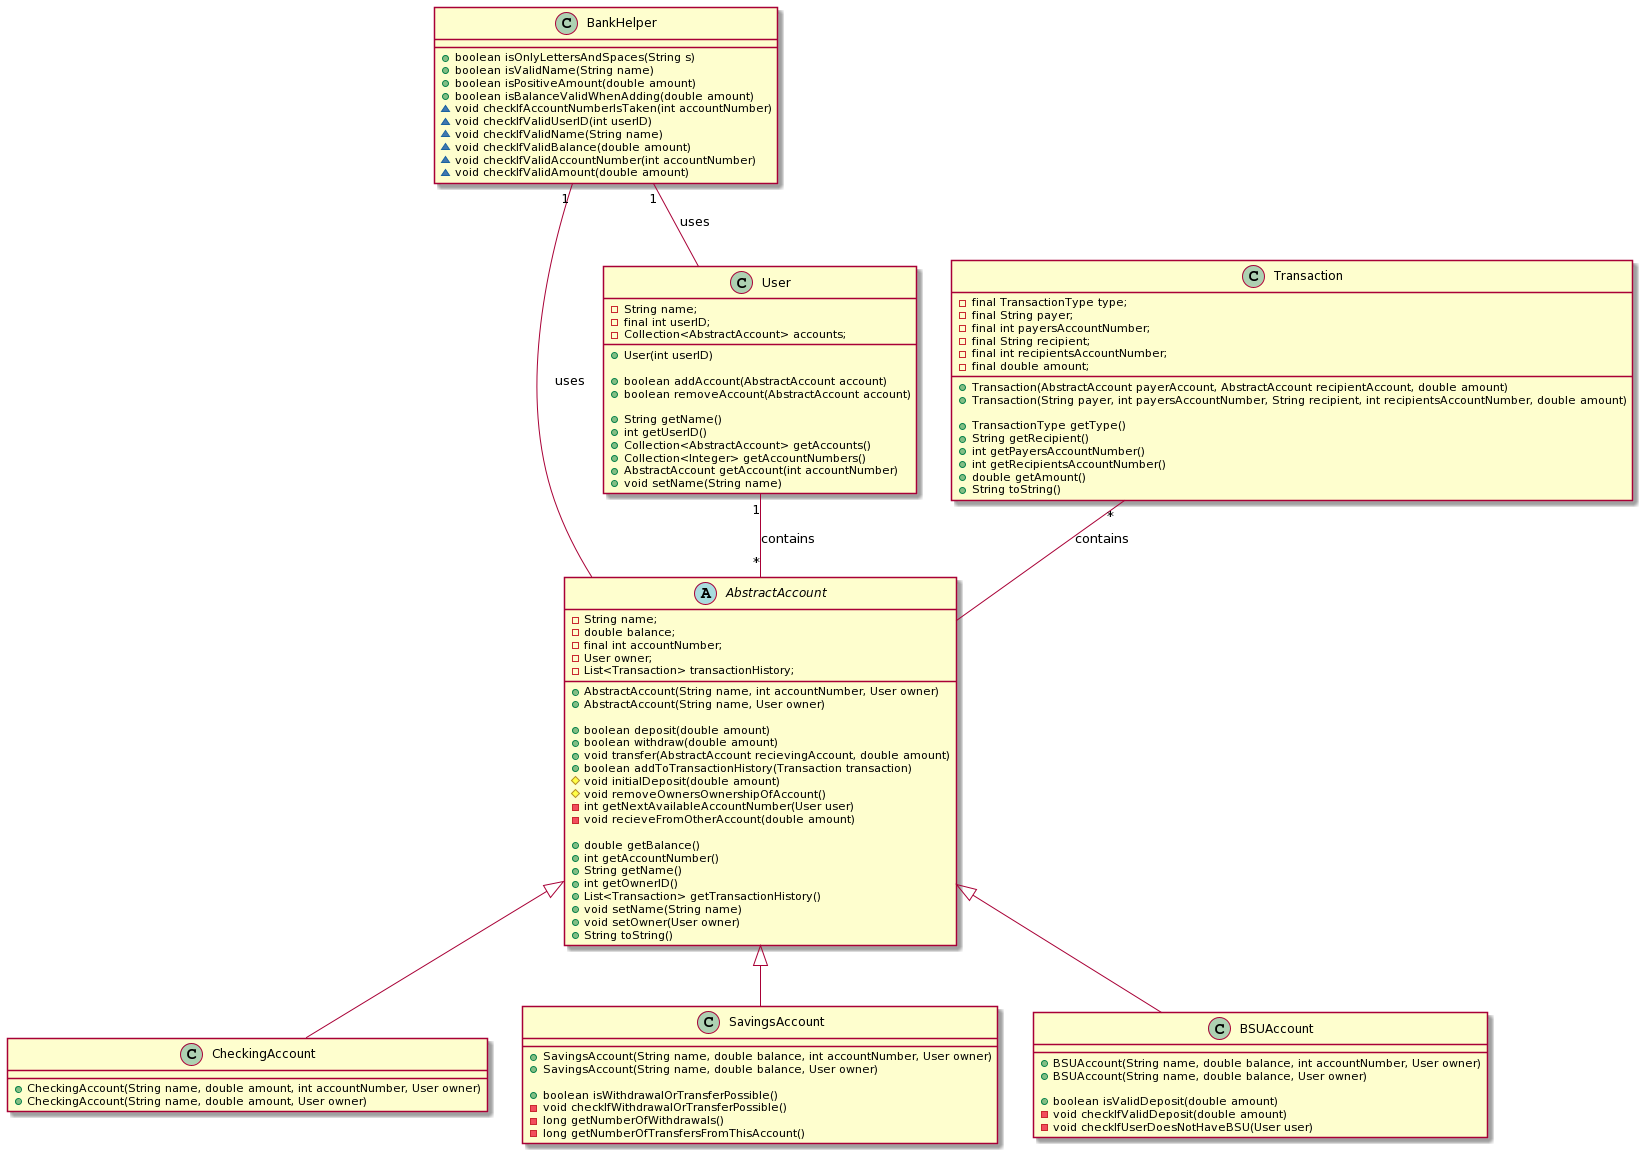 C BankHelper
boolean isOnlyLettersAndSpaces(String s)
boolean isValidName(String name)
boolean isPositiveAmount(double amount)
boolean isBalanceValidWhenAdding(double amount)
void checkIfAccountNumberIsTaken(int accountNumber)
void checkIfValidUserID(int userID)
void checkIfValidName(String name)
void checkIfValidBalance(double amount)
void checkIfValidAccountNumber(int accountNumber)
void checkIfValidAmount(double amount)
1
1
uses
uses
C User
String name;
final int userID;
Collection<AbstractAccount> accounts;
User(int userID)
boolean addAccount(AbstractAccount account)
boolean removeAccount(AbstractAccount account)
String getName()
int getUserID()
Collection<AbstractAccount> getAccounts()
Collection<Integer> getAccountNumbers()
AbstractAccount getAccount(int accountNumber)
void setName(String name)
C Transaction
final TransactionType type;
final String payer;
final int payersAccountNumber;
final String recipient;
final int recipientsAccountNumber;
final double amount;
Transaction(AbstractAccount payerAccount, AbstractAccount recipientAccount, double amount)
Transaction(String payer, int payersAccountNumber, String recipient, int recipientsAccountNumber, double amount)
TransactionType getType()
String getRecipient()
int getPayersAccountNumber()
int getRecipientsAccountNumber()
double getAmount()
String toString()
1
contains
*
*
contains
A AbstractAccount
String name;
double balance;
final int accountNumber;
User owner;
List<Transaction> transactionHistory;
AbstractAccount(String name, int accountNumber, User owner)
AbstractAccount(String name, User owner)
boolean deposit(double amount)
boolean withdraw(double amount)
void transfer(AbstractAccount recievingAccount, double amount)
boolean addToTransactionHistory(Transaction transaction)
void initialDeposit(double amount)
void removeOwnersOwnershipOfAccount()
int getNextAvailableAccountNumber(User user)
void recieveFromOtherAccount(double amount)
double getBalance()
int getAccountNumber()
String getName()
int getOwnerID()
List<Transaction> getTransactionHistory()
void setName(String name)
void setOwner(User owner)
String toString()
C CheckingAccount
CheckingAccount(String name, double amount, int accountNumber, User owner)
CheckingAccount(String name, double amount, User owner)
C SavingsAccount
SavingsAccount(String name, double balance, int accountNumber, User owner)
SavingsAccount(String name, double balance, User owner)
boolean isWithdrawalOrTransferPossible()
void checkIfWithdrawalOrTransferPossible()
long getNumberOfWithdrawals()
long getNumberOfTransfersFromThisAccount()
C BSUAccount
BSUAccount(String name, double balance, int accountNumber, User owner)
BSUAccount(String name, double balance, User owner)
boolean isValidDeposit(double amount)
void checkIfValidDeposit(double amount)
void checkIfUserDoesNotHaveBSU(User user)